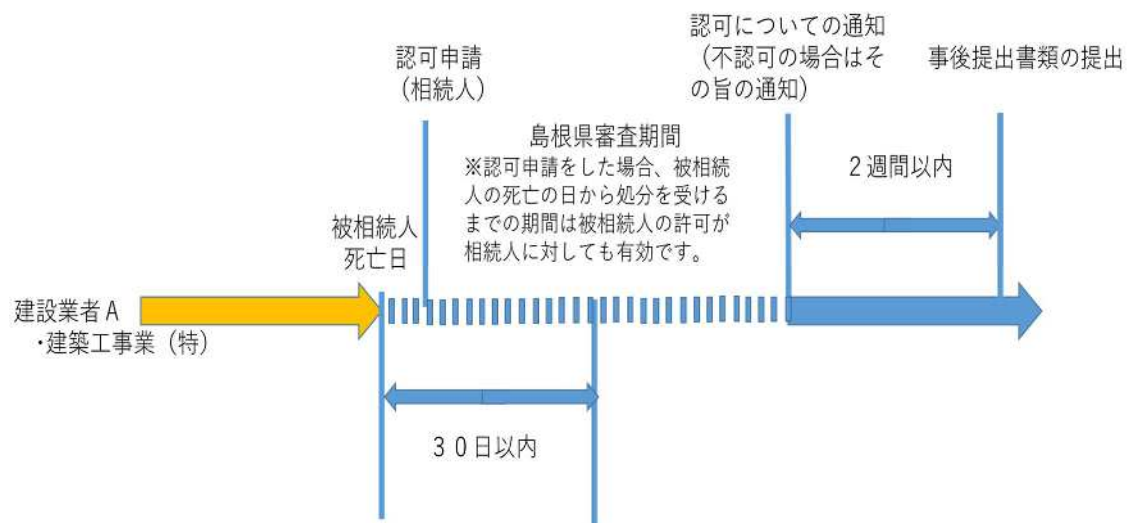 認可申請
(相続人)
認可についての通知
(不認可の場合はそ
の旨の通知)
事後提出書類の提出
島根県審査期間
※認可申請をした場合、被相続
人の死亡の日から処分を受ける
までの期間は被相続人の許可が
相続人に対しても有効です。
2週間以内
被相続人
死亡日
建設業者A
・建築工事業(特)
30日以内